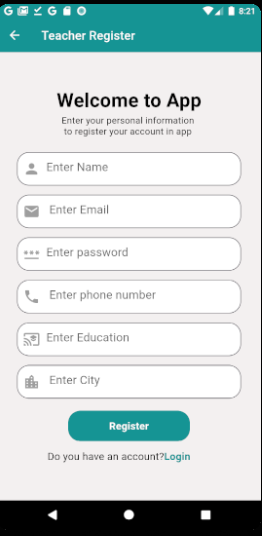 8:21
Teacher Register
Welcome to App
Enter your personal information
to register your account in app
Enter Name
Enter Email
Enter password
Enter phone number
Enter Education
Enter City
Register
Do you have an account?Login